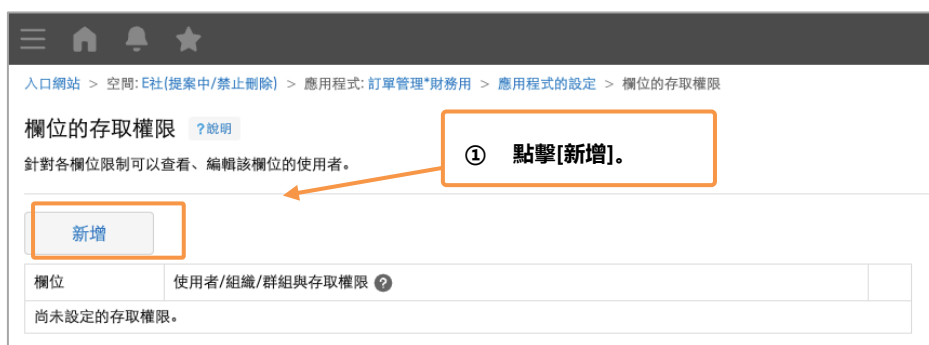 入口網站 > 空間: E社(提案中/禁止刪除) > 應用程式: 訂單管理*財務用 > 應用程式的設定 > 欄位的存取權限
欄位的存取權限 ?說明
針對各欄位限制可以查看、編輯該欄位的使用者。
① 點擊[新增]。
新增
欄位 使用者/組織/群組與存取權限 ?
尚未設定的存取權限。